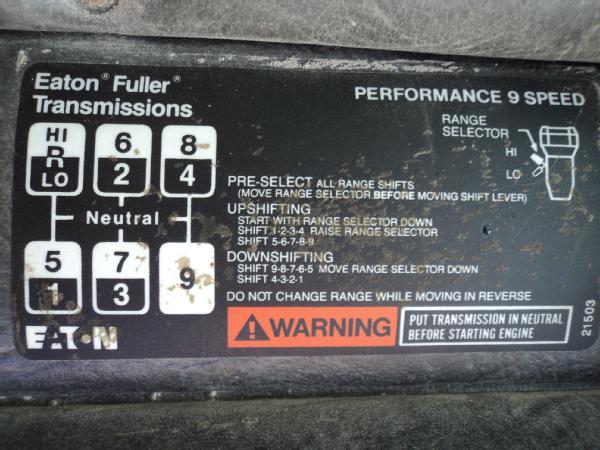 Eaton® Fuller®
Transmissions
PERFORMANCE 9 SPEED
HI
R
LO
6
2
8
4
Neutral
5
1
7
3
9
EATON
RANGE
SELECTOR
HI
LO
PRE-SELECT ALL RANGE SHIFTS
(MOVE RANGE SELECTOR BEFORE MOVING SHIFT LEVER)
UPSHIFTING
START WITH RANGE SELECTOR DOWN
SHIFT 1-2-3-4 RAISE RANGE SELECTOR
SHIFT 5-6-7-8-9
DOWNSHIFTING
SHIFT 9-8-7-6-5 MOVE RANGE SELECTOR DOWN
SHIFT 4-3-2-1
DO NOT CHANGE RANGE WHILE MOVING IN REVERSE
WARNING
PUT TRANSMISSION IN NEUTRAL
BEFORE STARTING ENGINE
21503